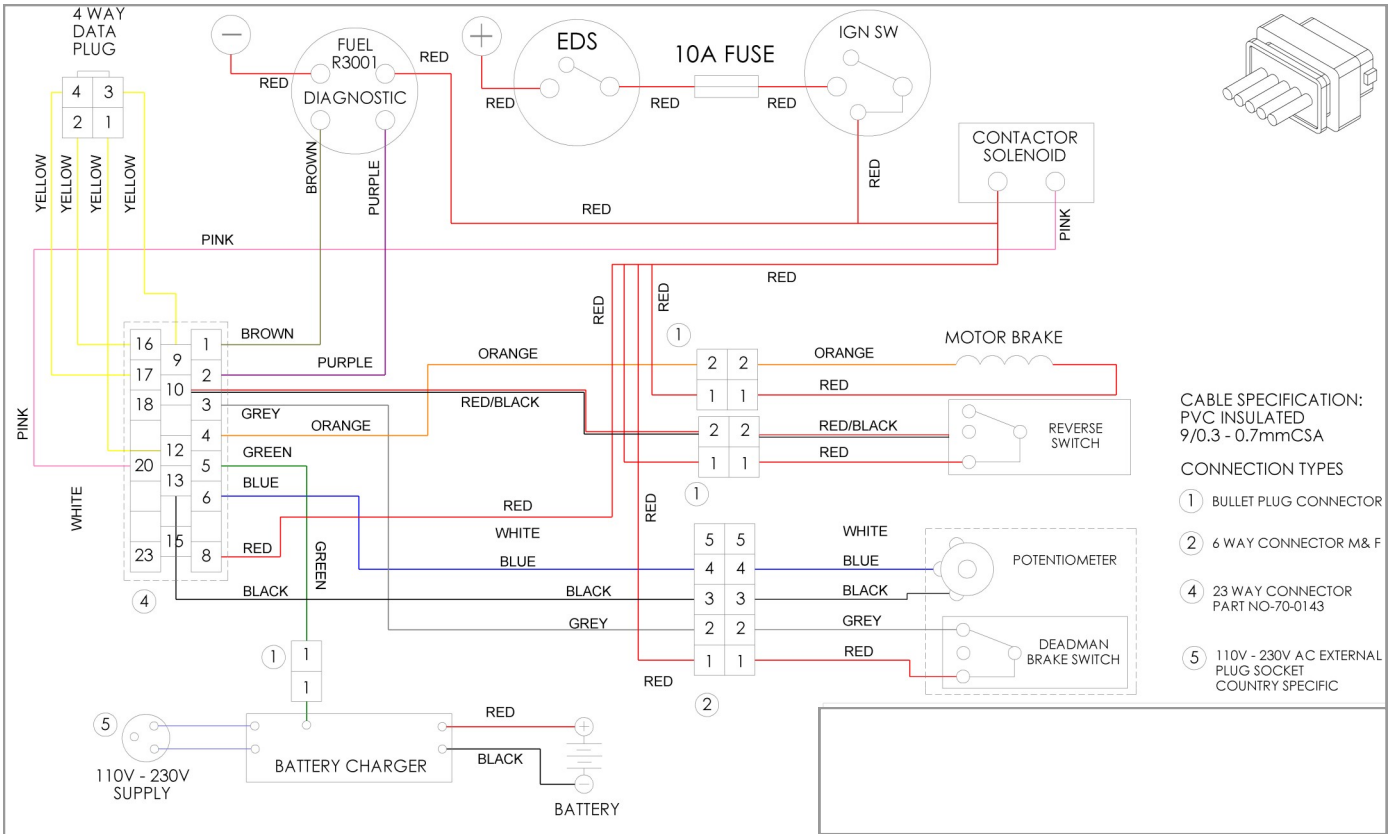 4 WAY
DATA
PLUG
4 3
2 1
YELLOW
YELLOW
YELLOW
YELLOW
−
RED
FUEL
R3001
DIAGNOSTIC
RED
BROWN
PURPLE
+
RED
EDS
RED
10A FUSE
RED
IGN SW
RED
CONTACTOR
SOLENOID
PINK
RED
PINK
RED
RED
RED
PINK
WHITE
16
17
18
20
23
9
10
12
13
15
1
2
3
4
5
6
8
4
BROWN
PURPLE
GREY
ORANGE
GREEN
BLUE
RED
BLACK
GREEN
ORANGE
RED/BLACK
RED
WHITE
BLUE
BLACK
GREY
RED
RED
1
2 2
1 1
2 2
1 1
1
ORANGE
RED
MOTOR BRAKE
RED/BLACK
RED
REVERSE
SWITCH
5 5
4 4
3 3
2 2
1 1
2
WHITE
BLUE
BLACK
GREY
RED
POTENTIOMETER
DEADMAN
BRAKE SWITCH
1
1
1
5
110V - 230V
SUPPLY
BATTERY CHARGER
RED
BLACK
+
−
BATTERY
CABLE SPECIFICATION:
PVC INSULATED
9/0.3 - 0.7mmCSA
CONNECTION TYPES
1 BULLET PLUG CONNECTOR
2 6 WAY CONNECTOR M& F
4 23 WAY CONNECTOR
PART NO-70-0143
5 110V - 230V AC EXTERNAL
PLUG SOCKET
COUNTRY SPECIFIC